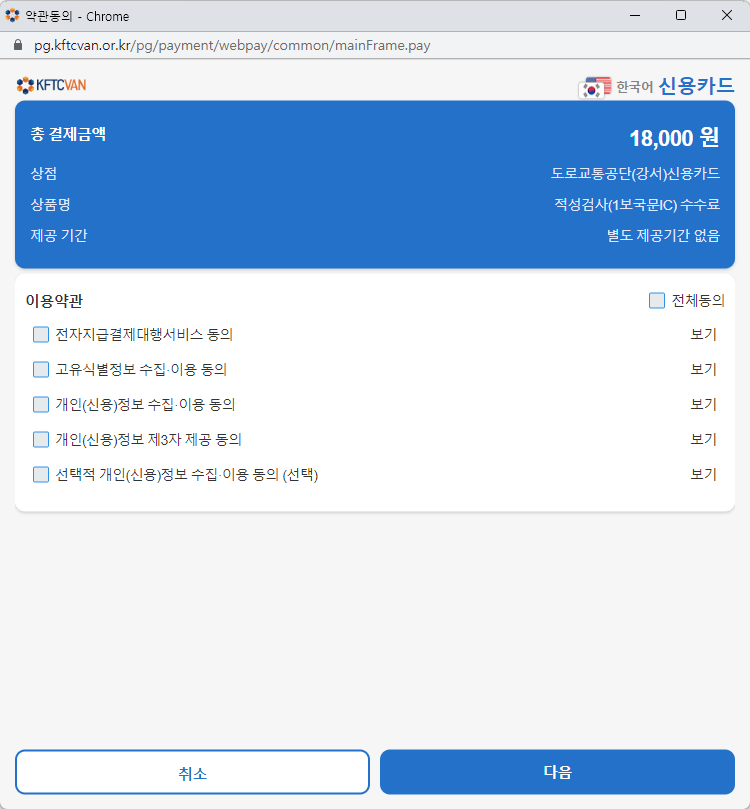 약관동의 - Chrome
pg.kftcvan.or.kr/pg/payment/webpay/common/mainFrame.pay
KFTCVAN 한국어 신용카드
총 결제금액 18,000 원
상점 도로교통공단(강서)신용카드
상품명 적성검사(1보국문IC) 수수료
제공 기간 별도 제공기간 없음
이용약관 전체동의
전자지급결제대행서비스 동의 보기
고유식별정보 수집·이용 동의 보기
개인(신용)정보 수집·이용 동의 보기
개인(신용)정보 제3자 제공 동의 보기
선택적 개인(신용)정보 수집·이용 동의 (선택) 보기
취소 다음